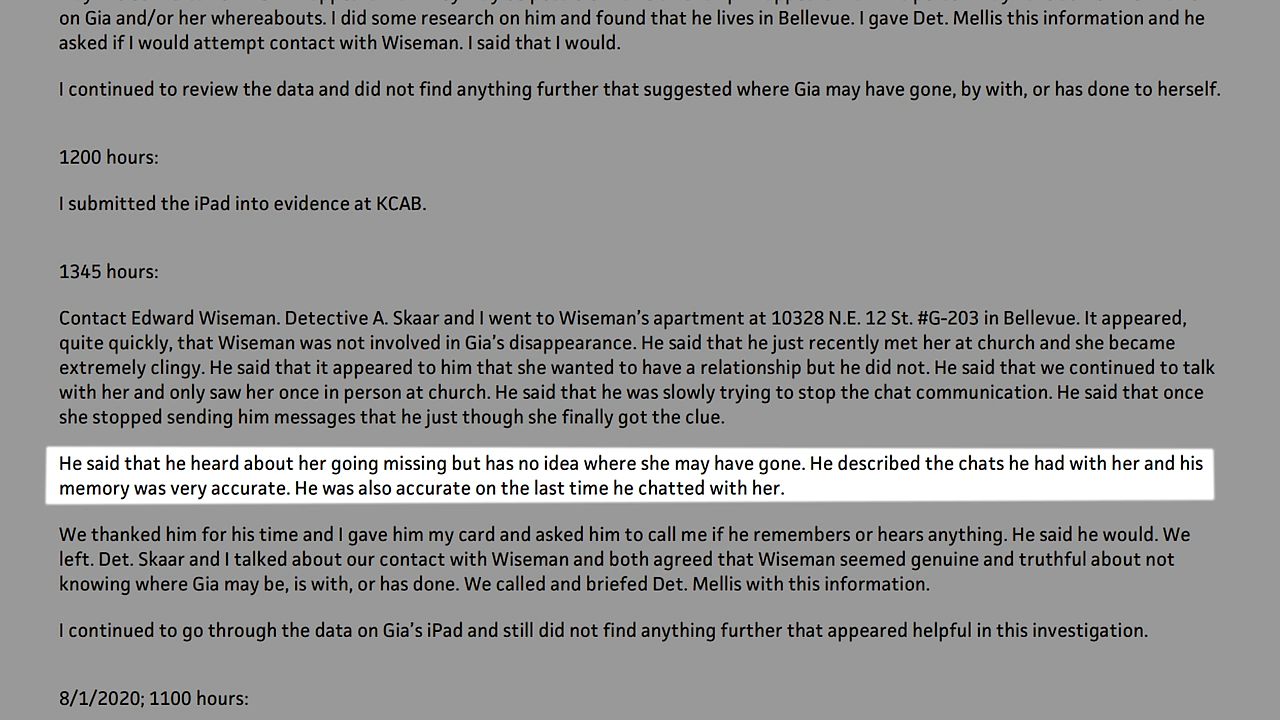 on Gia and/or her whereabouts. I did some research on him and found that he lives in Bellevue. I gave Det. Mellis this information and he
asked if I would attempt contact with Wiseman. I said that I would.
I continued to review the data and did not find anything further that suggested where Gia may have gone, by with, or has done to herself.
1200 hours:
I submitted the iPad into evidence at KCAB.
1345 hours:
Contact Edward Wiseman. Detective A. Skaar and I went to Wiseman's apartment at 10328 N.E. 12 St. #G-203 in Bellevue. It appeared,
quite quickly, that Wiseman was not involved in Gia's disappearance. He said that he just recently met her at church and she became
extremely clingy. He said that it appeared to him that she wanted to have a relationship but he did not. He said that we continued to talk
with her and only saw her once in person at church. He said that he was slowly trying to stop the chat communication. He said that once
she stopped sending him messages that he just though she finally got the clue.
He said that he heard about her going missing but has no idea where she may have gone. He described the chats he had with her and his
memory was very accurate. He was also accurate on the last time he chatted with her.
We thanked him for his time and I gave him my card and asked him to call me if he remembers or hears anything. He said he would. We
left. Det. Skaar and I talked about our contact with Wiseman and both agreed that Wiseman seemed genuine and truthful about not
knowing where Gia may be, is with, or has done. We called and briefed Det. Mellis with this information.
I continued to go through the data on Gia's iPad and still did not find anything further that appeared helpful in this investigation.
8/1/2020; 1100 hours: